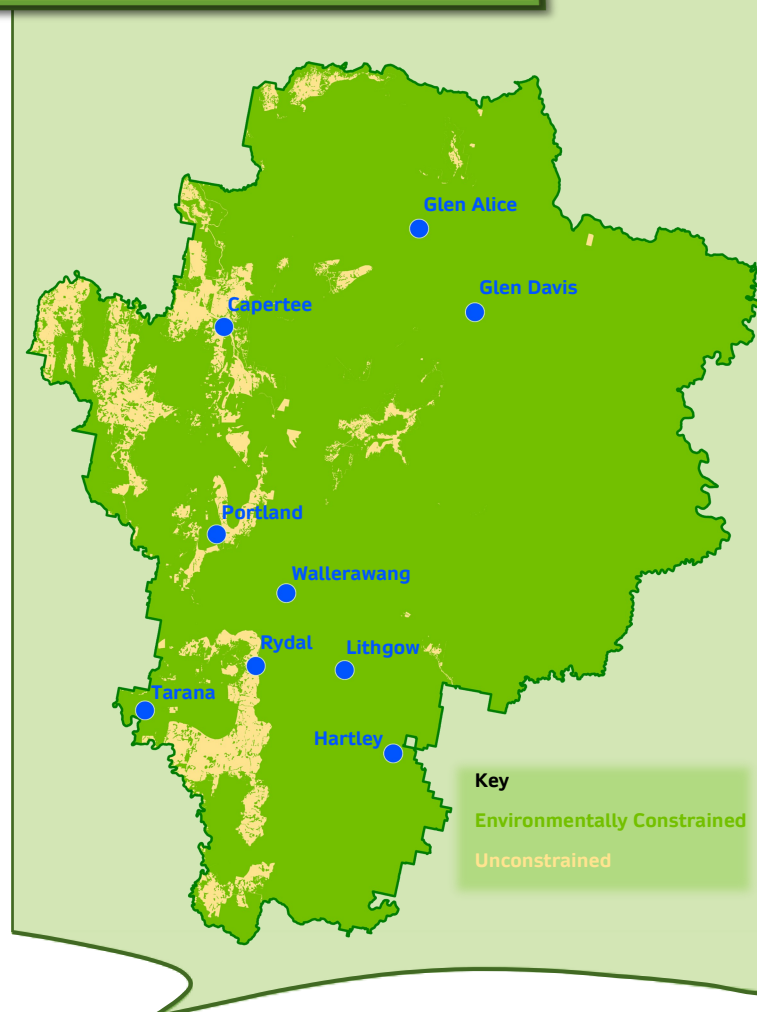 Glen Alice
Glen Davis
Capertee
Portland
Wallerawang
Rydal
Lithgow
Tarana
Hartley
Key
Environmentally Constrained
Unconstrained